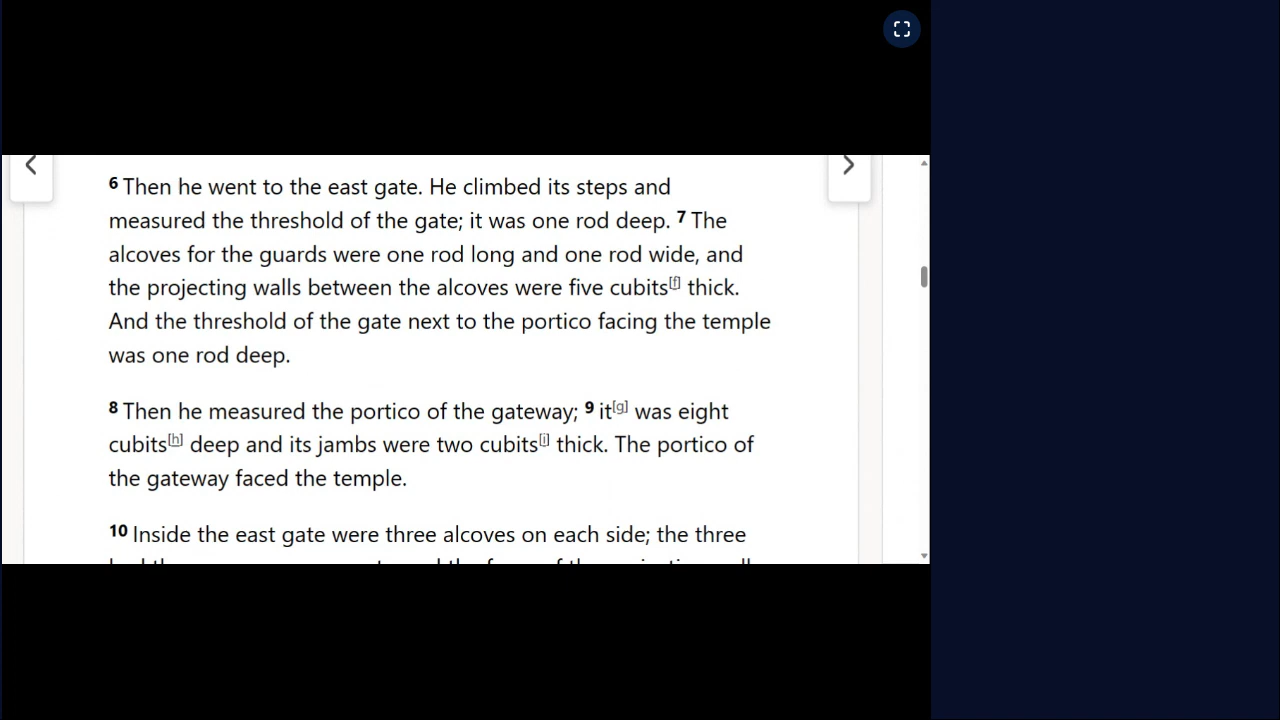 6 Then he went to the east gate. He climbed its steps and
measured the threshold of the gate; it was one rod deep. 7 The
alcoves for the guards were one rod long and one rod wide, and
the projecting walls between the alcoves were five cubits[f] thick.
And the threshold of the gate next to the portico facing the temple
was one rod deep.
8 Then he measured the portico of the gateway; 9 it[g] was eight
cubits[h] deep and its jambs were two cubits[i] thick. The portico of
the gateway faced the temple.
10 Inside the east gate were three alcoves on each side; the three